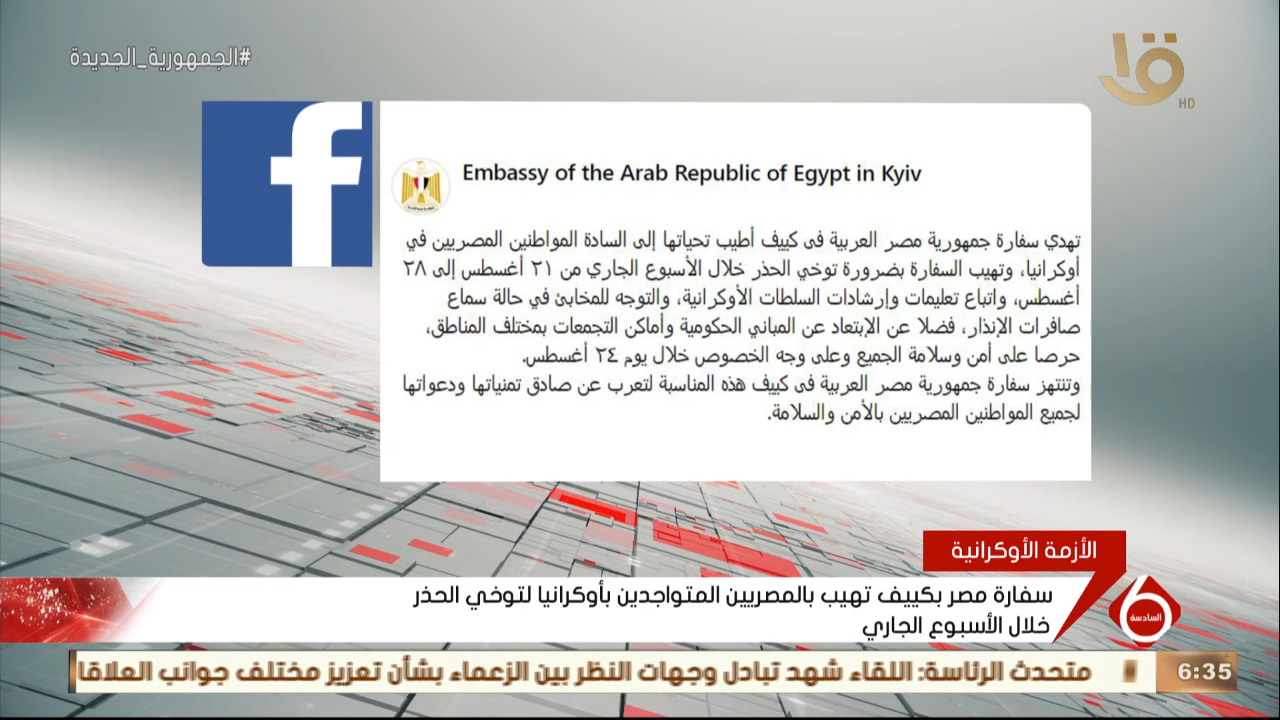 #الجمهورية_الجديدة
HD
Embassy of the Arab Republic of Egypt in Kyiv
تهدي سفارة جمهورية مصر العربية فى كييف أطيب تحياتها إلى السادة المواطنين المصريين في
أوكرانيا، وتهيب السفارة بضرورة توخي الحذر خلال الأسبوع الجاري من ٢١ أغسطس إلى ٢٨
أغسطس، واتباع تعليمات وإرشادات السلطات الأوكرانية، والتوجه للمخابئ في حالة سماع
صافرات الإنذار، فضلا عن الإبتعاد عن المباني الحكومية وأماكن التجمعات بمختلف المناطق،
حرصا على أمن وسلامة الجميع وعلى وجه الخصوص خلال يوم ٢٤ أغسطس.
وتنتهز سفارة جمهورية مصر العربية فى كييف هذه المناسبة لتعرب عن صادق تمنياتها ودعواتها
لجميع المواطنين المصريين بالأمن والسلامة.
الأزمة الأوكرانية
سفارة مصر بكييف تهيب بالمصريين المتواجدين بأوكرانيا لتوخي الحذر
خلال الأسبوع الجاري
السادسة
متحدث الرئاسة: اللقاء شهد تبادل وجهات النظر بين الزعماء بشأن تعزيز مختلف جوانب العلاقا
6:35